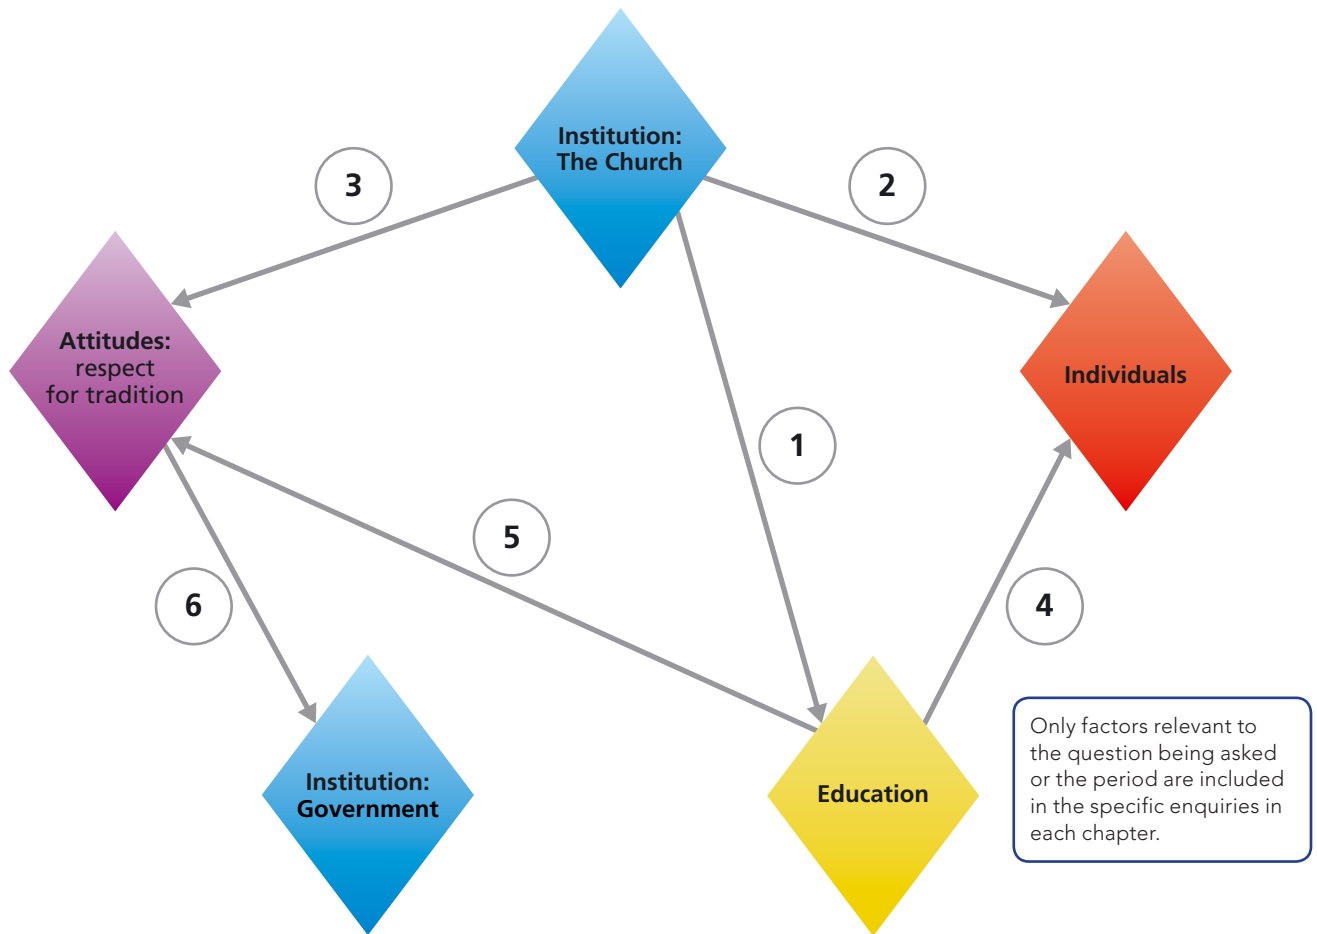 Institution:
The Church
3
2
Attitudes:
respect
for tradition
Individuals
1
5
6
4
Institution:
Government
Education
Only factors relevant to
the question being asked
or the period are included
in the specific enquiries in
each chapter.